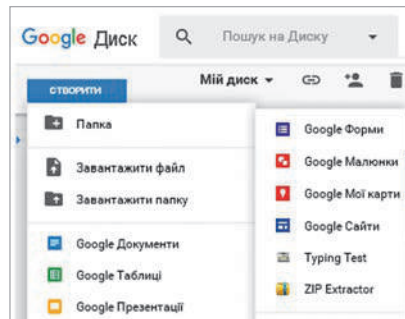 Google Диск
Пошук на Диску
СТВОРИТИ
Мій диск
Папка
Завантажити файл
Завантажити папку
Google Документи
Google Таблиці
Google Презентації
Google Форми
Google Малюнки
Google Мої карти
Google Сайти
Typing Test
ZIP Extractor